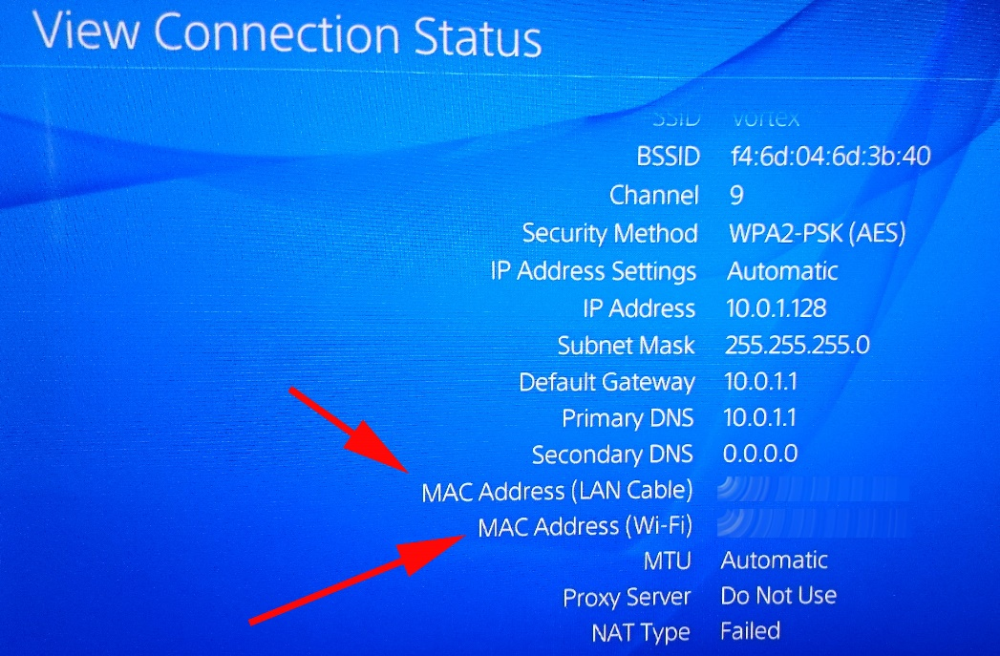 View Connection Status
SSID Vortex
BSSID f4:6d:04:6d:3b:40
Channel 9
Security Method WPA2-PSK (AES)
IP Address Settings Automatic
IP Address 10.0.1.128
Subnet Mask 255.255.255.0
Default Gateway 10.0.1.1
Primary DNS 10.0.1.1
Secondary DNS 0.0.0.0
MAC Address (LAN Cable)
MAC Address (Wi-Fi)
MTU Automatic
Proxy Server Do Not Use
NAT Type Failed